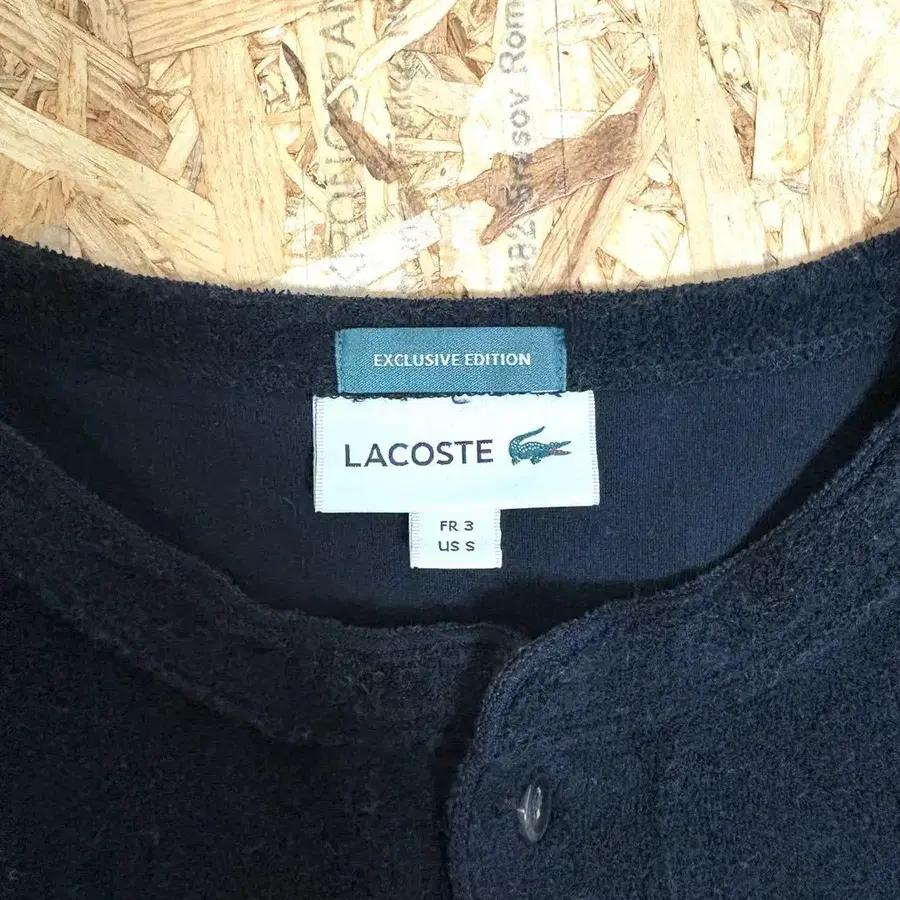 EXCLUSIVE EDITION
LACOSTE
FR 3
US S